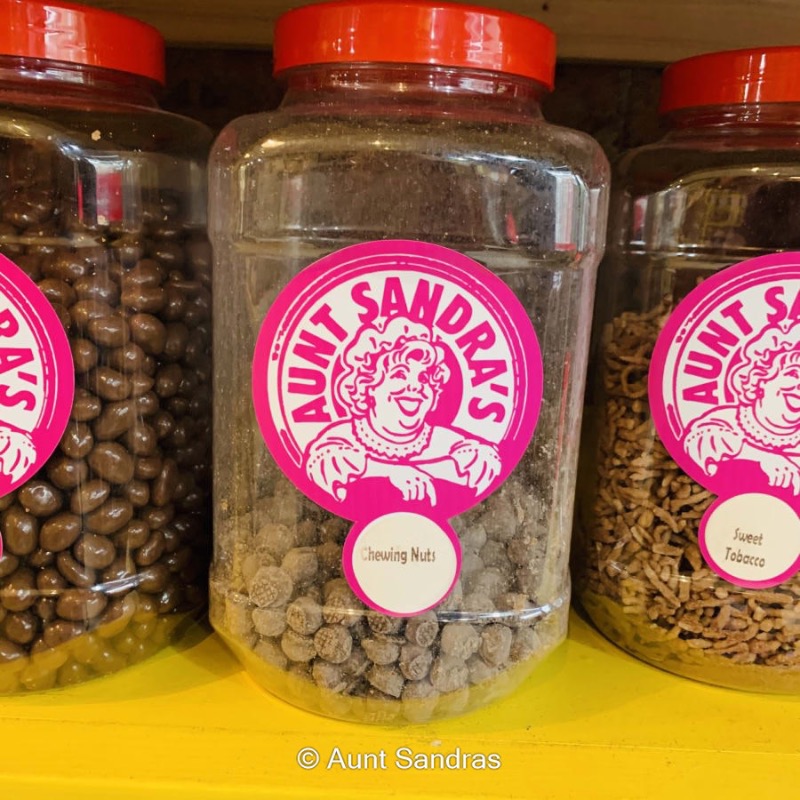 RA'S
AUNT SANDRA'S
Chewing Nuts
AUNT SA
Sweet
Tobacco
© Aunt Sandras